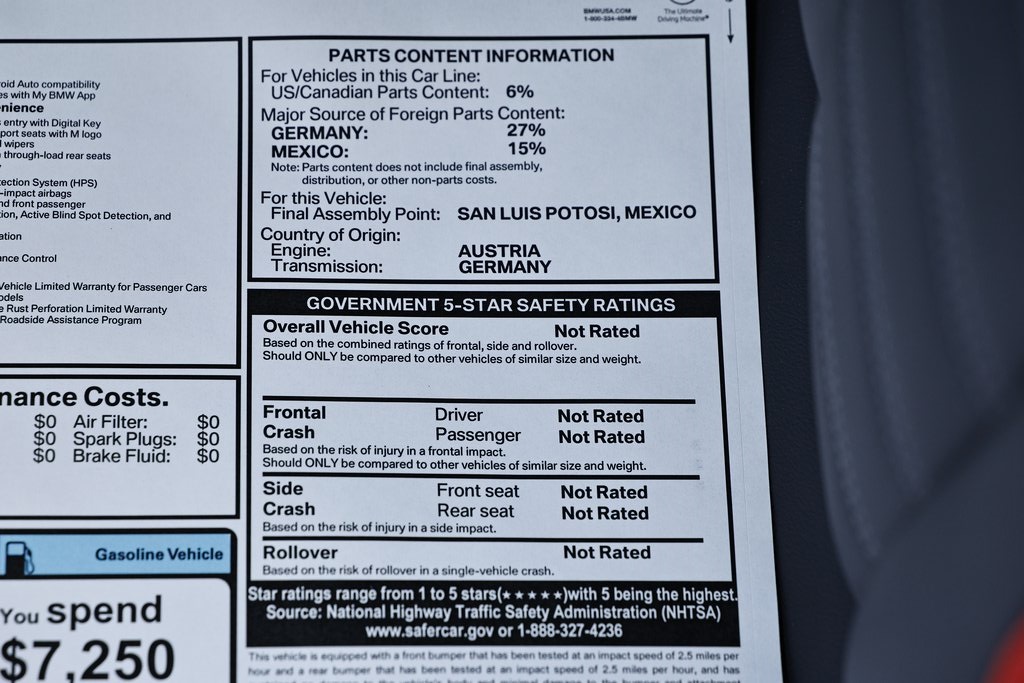 BMWUSA.COM
1-800-334-4BMW
The Ultimate
Driving Machine®
oid Auto compatibility
es with My BMW App
nience
entry with Digital Key
port seats with M logo
wipers
through-load rear seats
ection System (HPS)
-impact airbags
nd front passenger
ion, Active Blind Spot Detection, and
ation
nce Control
Vehicle Limited Warranty for Passenger Cars
odels
e Rust Perforation Limited Warranty
Roadside Assistance Program
nance Costs.
$0 Air Filter: $0
$0 Spark Plugs: $0
$0 Brake Fluid: $0
Gasoline Vehicle
You spend
$7,250
PARTS CONTENT INFORMATION
For Vehicles in this Car Line:
US/Canadian Parts Content: 6%
Major Source of Foreign Parts Content:
GERMANY: 27%
MEXICO: 15%
Note: Parts content does not include final assembly,
distribution, or other non-parts costs.
For this Vehicle:
Final Assembly Point: SAN LUIS POTOSI, MEXICO
Country of Origin:
Engine: AUSTRIA
Transmission: GERMANY
GOVERNMENT 5-STAR SAFETY RATINGS
Overall Vehicle Score Not Rated
Based on the combined ratings of frontal, side and rollover.
Should ONLY be compared to other vehicles of similar size and weight.
Frontal Driver Not Rated
Crash Passenger Not Rated
Based on the risk of injury in a frontal impact.
Should ONLY be compared to other vehicles of similar size and weight.
Side Front seat Not Rated
Crash Rear seat Not Rated
Based on the risk of injury in a side impact.
Rollover Not Rated
Based on the risk of rollover in a single-vehicle crash.
Star ratings range from 1 to 5 stars(★★★★★)with 5 being the highest.
Source: National Highway Traffic Safety Administration (NHTSA)
www.safercar.gov or 1-888-327-4236
This vehicle is equipped with a front bumper that has been tested at an impact speed of 2.5 miles per
hour and a rear bumper that has been tested at an impact speed of 2.5 miles per hour, and has